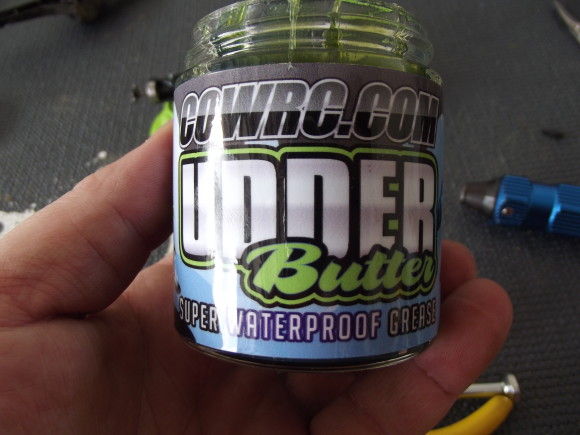 COWRC.COM
UDDER
Butter
SUPER WATERPROOF GREASE